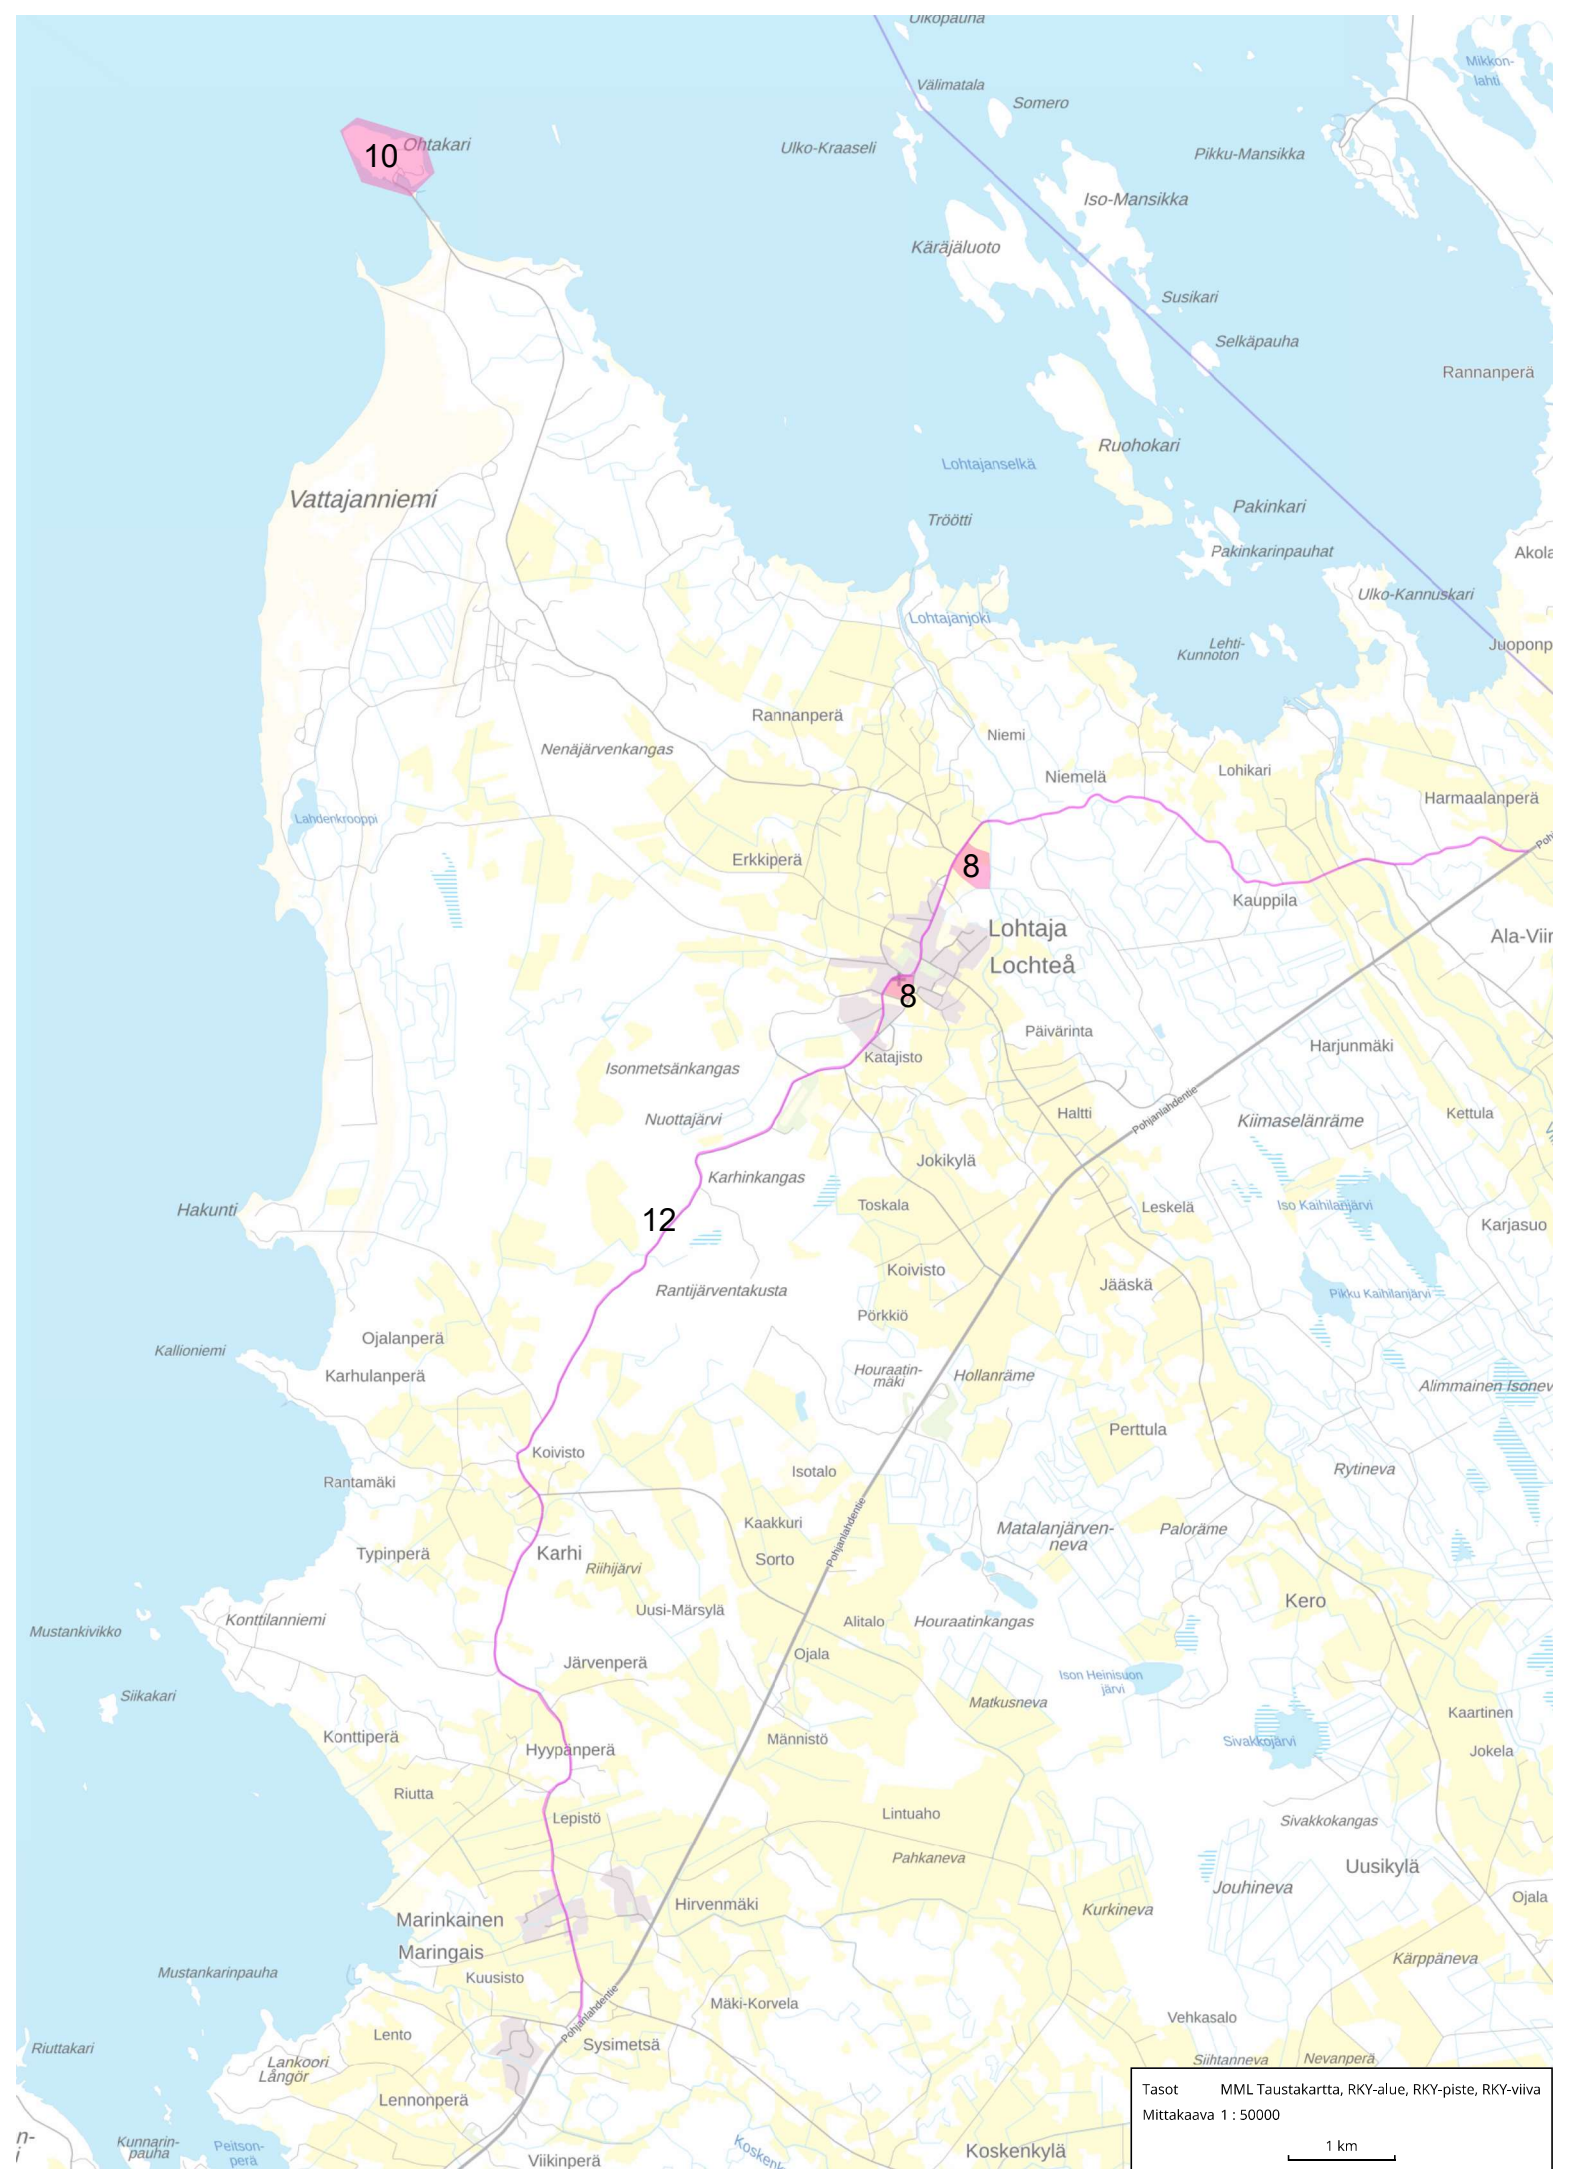 Ulkopauha
Mikkon-
lahti
Välimatala
Somero
Ohtakari
10
Ulko-Kraaseli
Pikku-Mansikka
Iso-Mansikka
Käräjäluoto
Susikari
Selkäpauha
Rannanperä
Ruohokari
Lohtajanselkä
Vattajanniemi
Pakinkari
Tröötti
Pakinkarinpauhat
Akola
Ulko-Kannuskari
Lohtajanjoki
Lehti-
Kunnoton
Juoponp
Rannanperä
Niemi
Nenäjärvenkangas
Niemelä
Lohikari
Harmaalanperä
Lahdenkrooppi
Poh
Erkkiperä
8
Kauppila
Lohtaja
Lochteå
Ala-Viir
8
Päivärinta
Katajisto
Harjunmäki
Isonmetsänkangas
Pohjanlahdentie
Nuottajärvi
Haltti
Kiimaselänräme
Kettula
Jokikylä
Karhinkangas
Hakunti
Toskala
Leskelä
Iso Kaihilanjärvi
12
Karjasuo
Koivisto
Rantijärventakusta
Jääskä
Pikku Kaihilanjärvi
Pörkkiö
Ojalanperä
Kallioniemi
Karhulanperä
Houraatin-
mäki
Hollanräme
Alimmainen Isonev
Perttula
Koivisto
Rantamäki
Isotalo
Rytineva
Kaakkuri
Pohjanlahdentie
Matalanjärven-
neva
Paloräme
Typinperä
Karhi
Riihijärvi
Sorto
Kero
Uusi-Märsylä
Konttilanniemi
Alitalo
Houraatinkangas
Mustankivikko
Järvenperä
Ojala
Ison Heinisuon
järvi
Siikakari
Matkusneva
Kaartinen
Konttiperä
Hyypänperä
Männistö
Sivakkojärvi
Jokela
Riutta
Lepistö
Lintuaho
Sivakkokangas
Pahkaneva
Uusikylä
Jouhineva
Ojala
Marinkainen
Maringais
Hirvenmäki
Kurkineva
Kärppäneva
Mustankarinpauha
Kuusisto
Pohjanlahdentie
Mäki-Korvela
Vehkasalo
Lento
Sysimetsä
Riuttakari
Lankoori
Långör
Siihtanneva
Nevanperä
Lennonperä
Tasot MML Taustakartta, RKY-alue, RKY-piste, RKY-viiva
Mittakaava 1 : 50000
1 km
n-
i
Kunnarin-
pauha
Peitson-
perä
Viikinperä
Koskenk
Koskenkylä